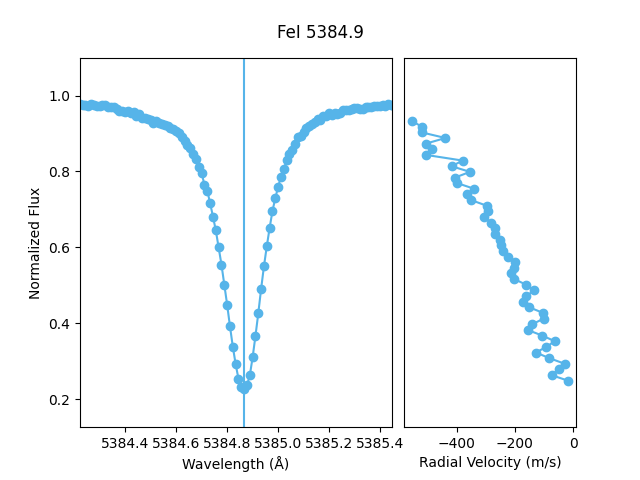 FeI 5384.9
Normalized Flux
1.0
0.8
0.6
0.4
0.2
5384.4 5384.6 5384.8 5385.0 5385.2 5385.4
Wavelength (Å)
−400 −200 0
Radial Velocity (m/s)